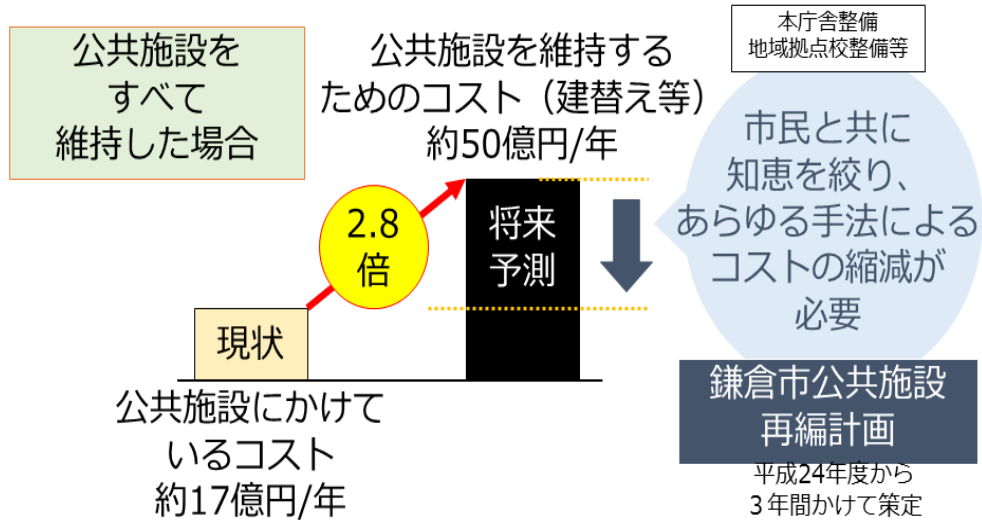 公共施設を
すべて
維持した場合
公共施設を維持する
ためのコスト（建替え等）
約50億円/年
2.8
倍
将来
予測
現状
公共施設にかけて
いるコスト
約17億円/年
本庁舎整備
地域拠点校整備等
市民と共に
知恵を絞り、
あらゆる手法による
コストの縮減が
必要
鎌倉市公共施設
再編計画
平成24年度から
３年間かけて策定